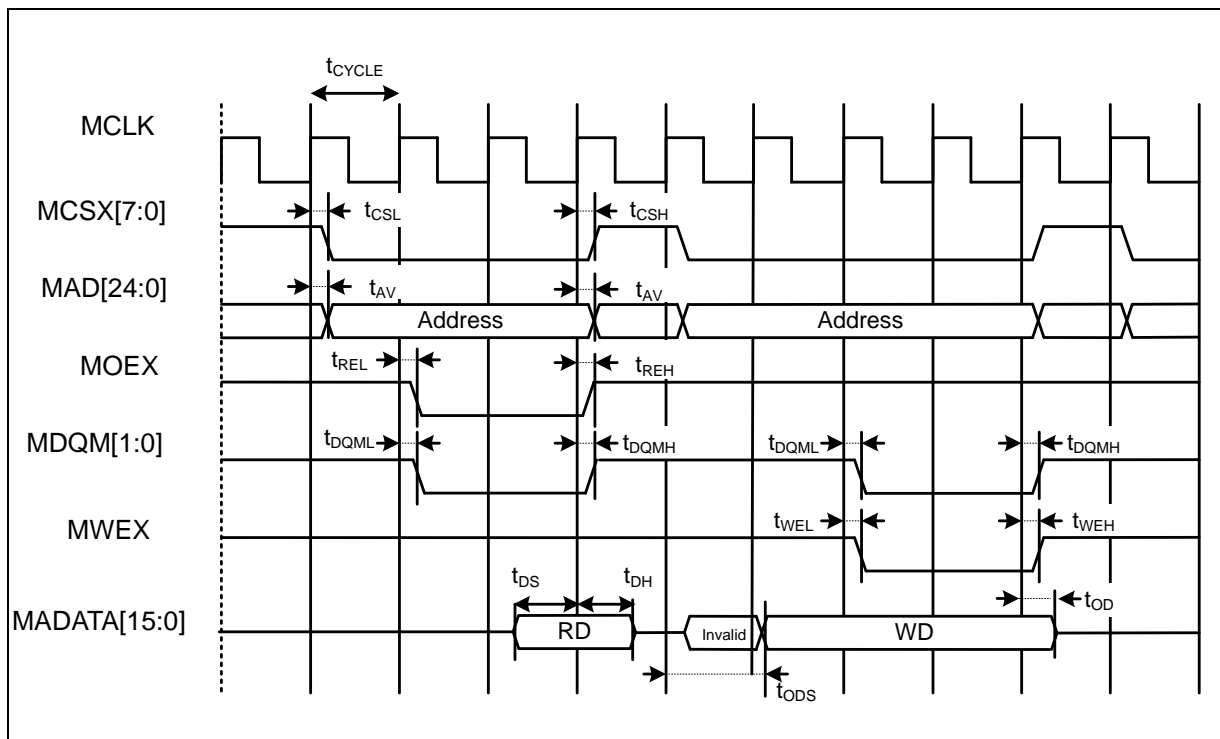 tCYCLE
MCLK
MCSX[7:0]
tCSL tCSH
MAD[24:0]
tAV tAV
Address Address
MOEX
tREL tREH
MDQM[1:0]
tDQML tDQMH tDQML tDQMH
MWEX
tWEL tWEH
tDS tDH
MADATA[15:0]
tOD
RD Invalid WD
tODS